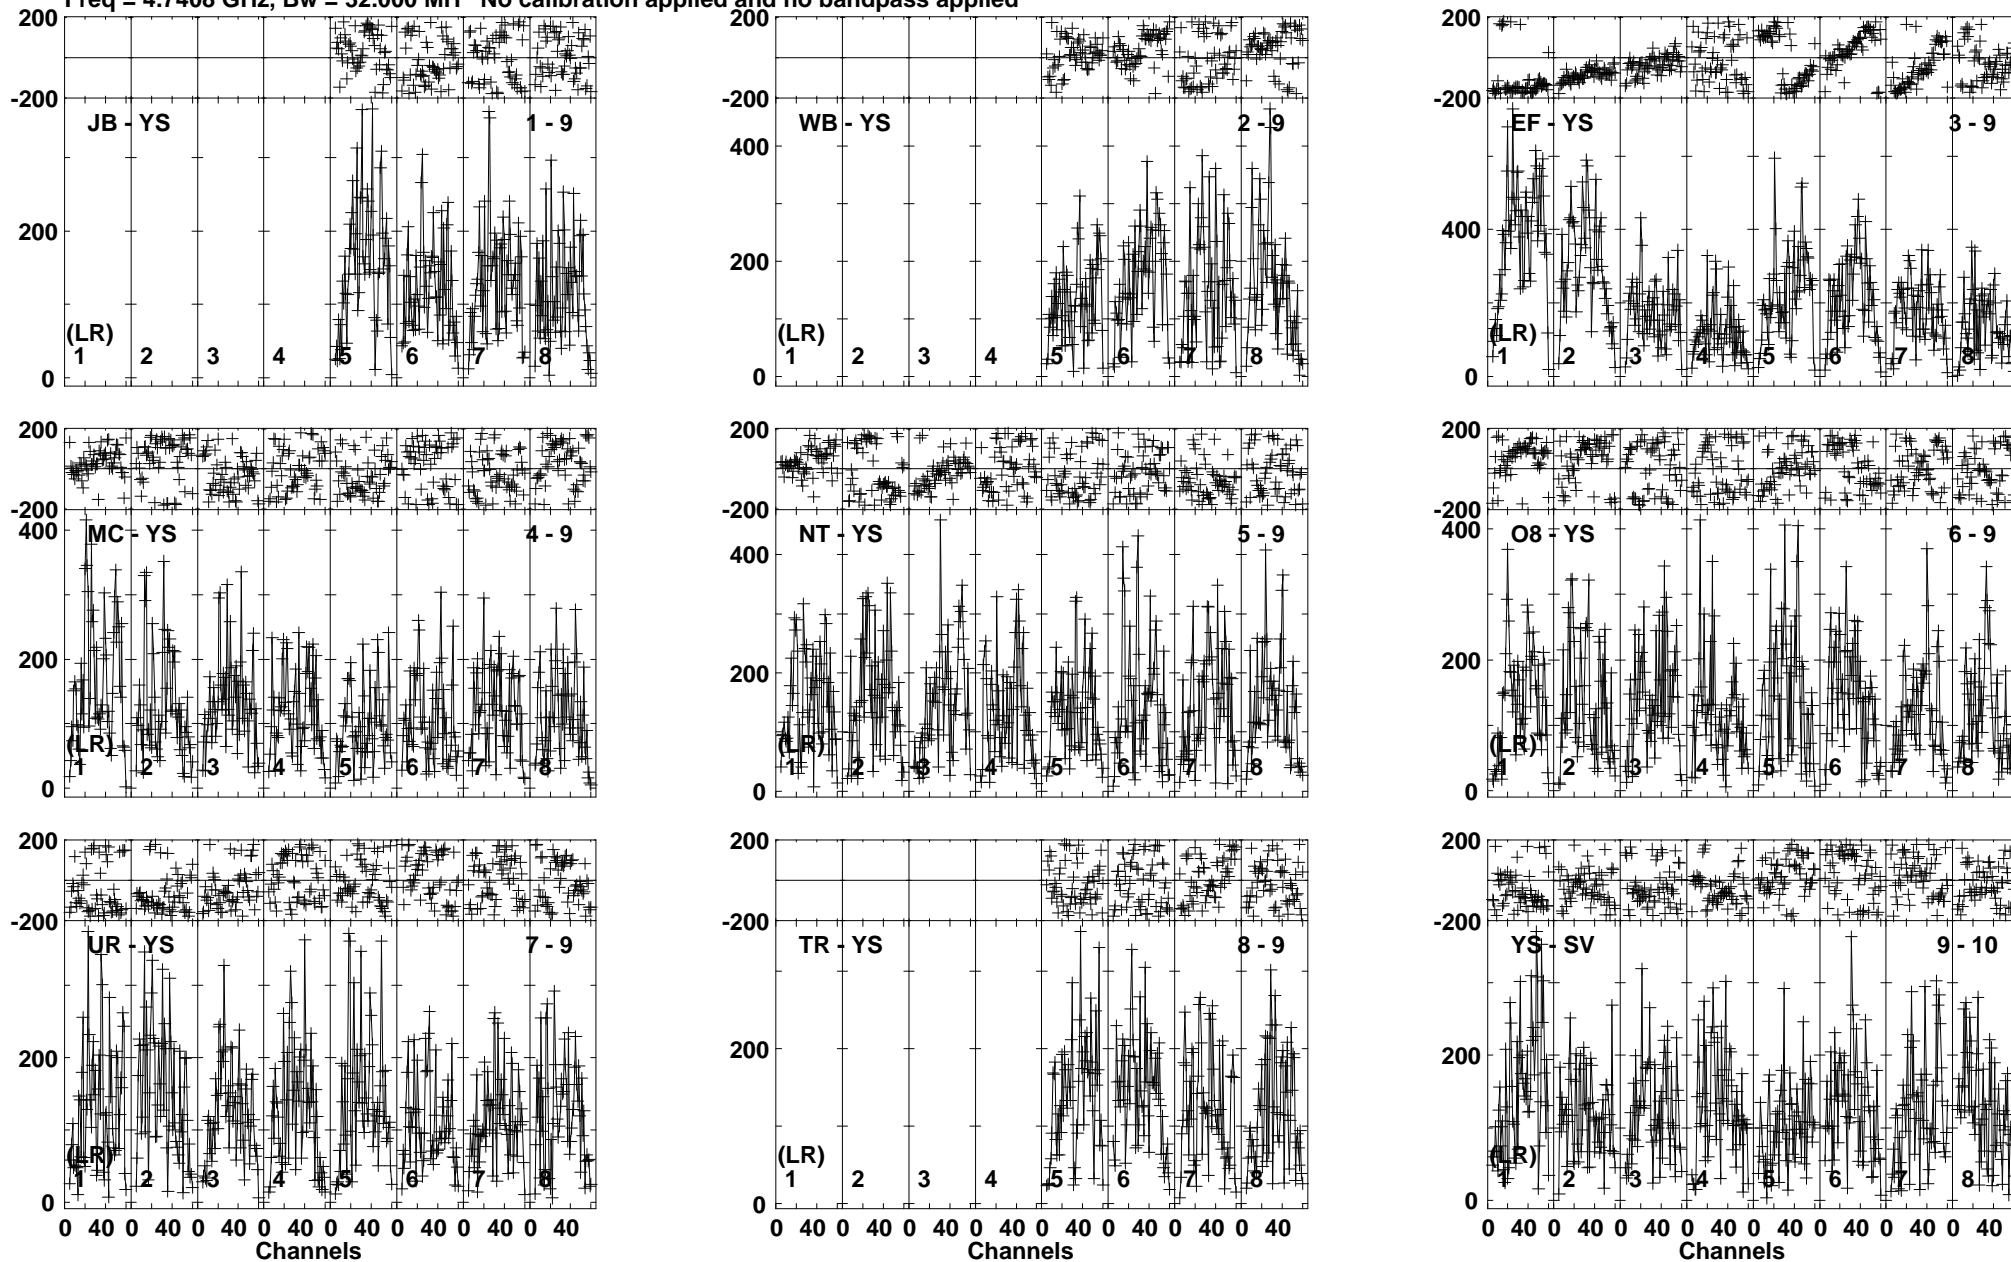 Freq = 4.7408 GHz, Bw = 32.000 MH No calibration applied and no bandpass applied
200
-200
JB - YS 1 - 9
200
0
(LR)
1 2 3 4 5 6 7 8
200
-200
WB - YS 2 - 9
400
200
0
(LR)
1 2 3 4 5 6 7 8
200
-200
EF - YS 3 - 9
400
0
(LR)
1 2 3 4 5 6 7 8
200
-200
MC - YS 4 - 9
400
200
0
(LR)
1 2 3 4 5 6 7 8
200
-200
NT - YS 5 - 9
400
200
0
(LR)
1 2 3 4 5 6 7 8
200
-200
O8 - YS 6 - 9
400
200
0
(LR)
1 2 3 4 5 6 7 8
200
-200
UR - YS 7 - 9
200
0
(LR)
1 2 3 4 5 6 7 8
0 40 0 40 0 40 0 40 0 40 0 40 0 40 0 40
Channels
200
-200
TR - YS 8 - 9
200
0
(LR)
1 2 3 4 5 6 7 8
0 40 0 40 0 40 0 40 0 40 0 40 0 40 0 40
Channels
200
-200
YS - SV 9 - 10
200
0
(LR)
1 2 3 4 5 6 7 8
0 40 0 40 0 40 0 40 0 40 0 40 0 40 0 40
Channels